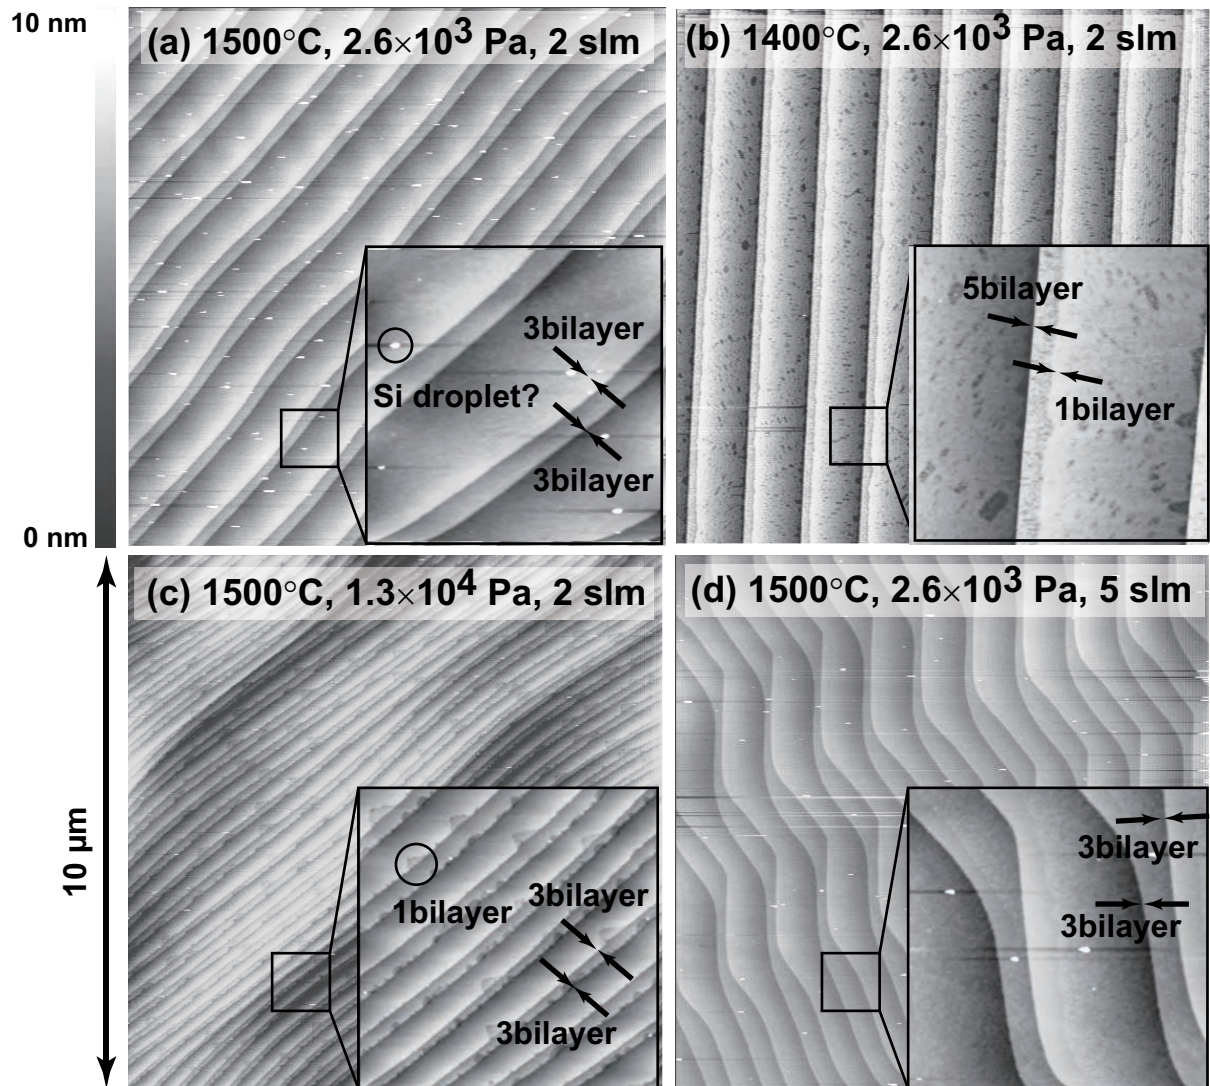 10 nm
(a) 1500°C, 2.6×10³ Pa, 2 slm
3bilayer
Si droplet?
3bilayer
0 nm
(b) 1400°C, 2.6×10³ Pa, 2 slm
5bilayer
1bilayer
10 μm
(c) 1500°C, 1.3×10⁴ Pa, 2 slm
3bilayer
1bilayer
3bilayer
(d) 1500°C, 2.6×10³ Pa, 5 slm
3bilayer
3bilayer